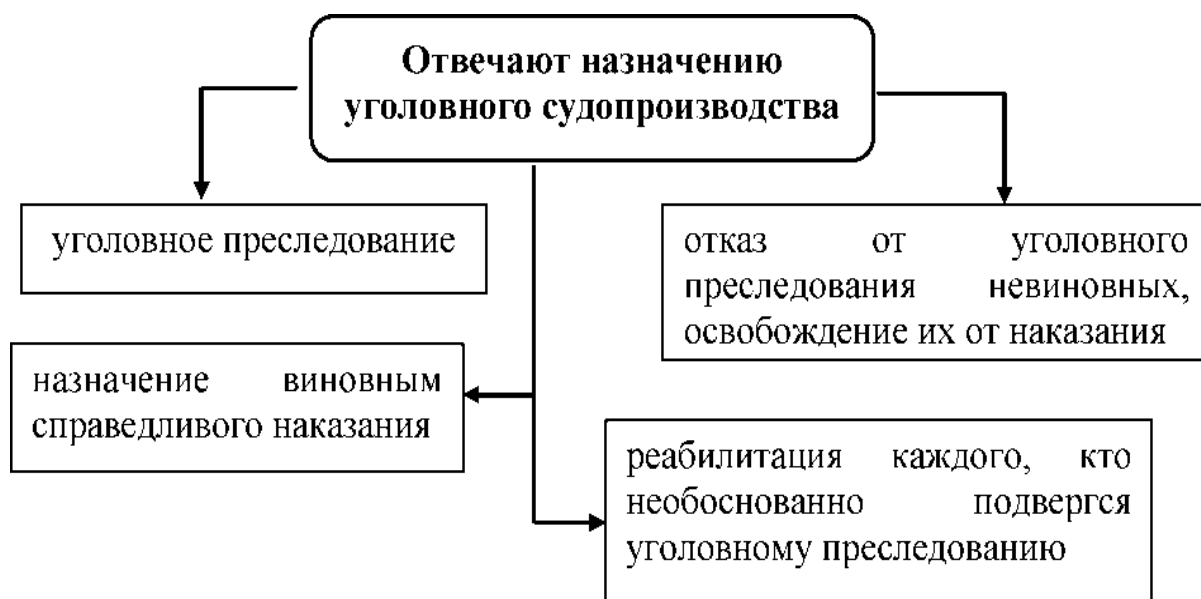 Отвечают назначению
уголовного судопроизводства
уголовное преследование
отказ от уголовного
преследования невиновных,
освобождение их от наказания
назначение виновным
справедливого наказания
реабилитация каждого, кто
необоснованно подвергся
уголовному преследованию